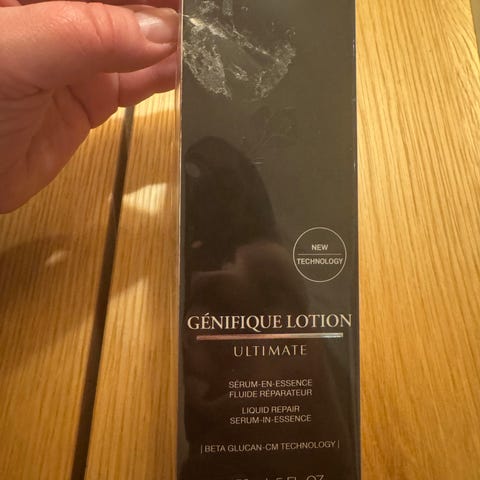 NEW
TECHNOLOGY
GÉNIFIQUE LOTION
ULTIMATE
SÉRUM-EN-ESSENCE
FLUIDE RÉPARATEUR
LIQUID REPAIR
SERUM-IN-ESSENCE
| BETA GLUCAN-CM TECHNOLOGY |